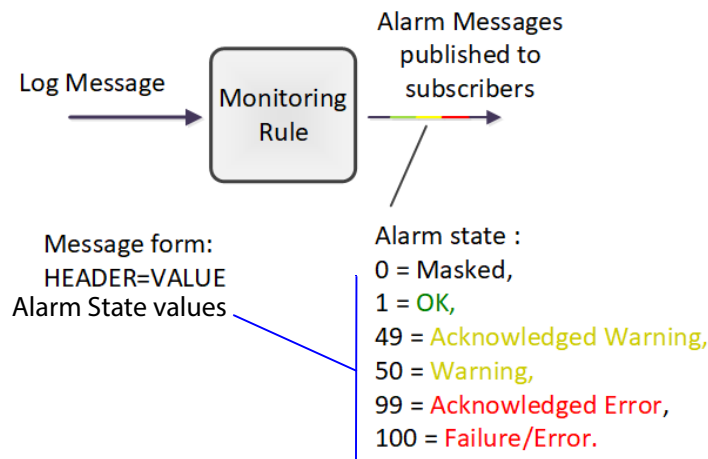 Alarm Messages
published to
subscribers
Log Message
Monitoring
Rule
Message form:
HEADER=VALUE
Alarm State values
Alarm state :
0 = Masked,
1 = OK,
49 = Acknowledged Warning,
50 = Warning,
99 = Acknowledged Error,
100 = Failure/Error.